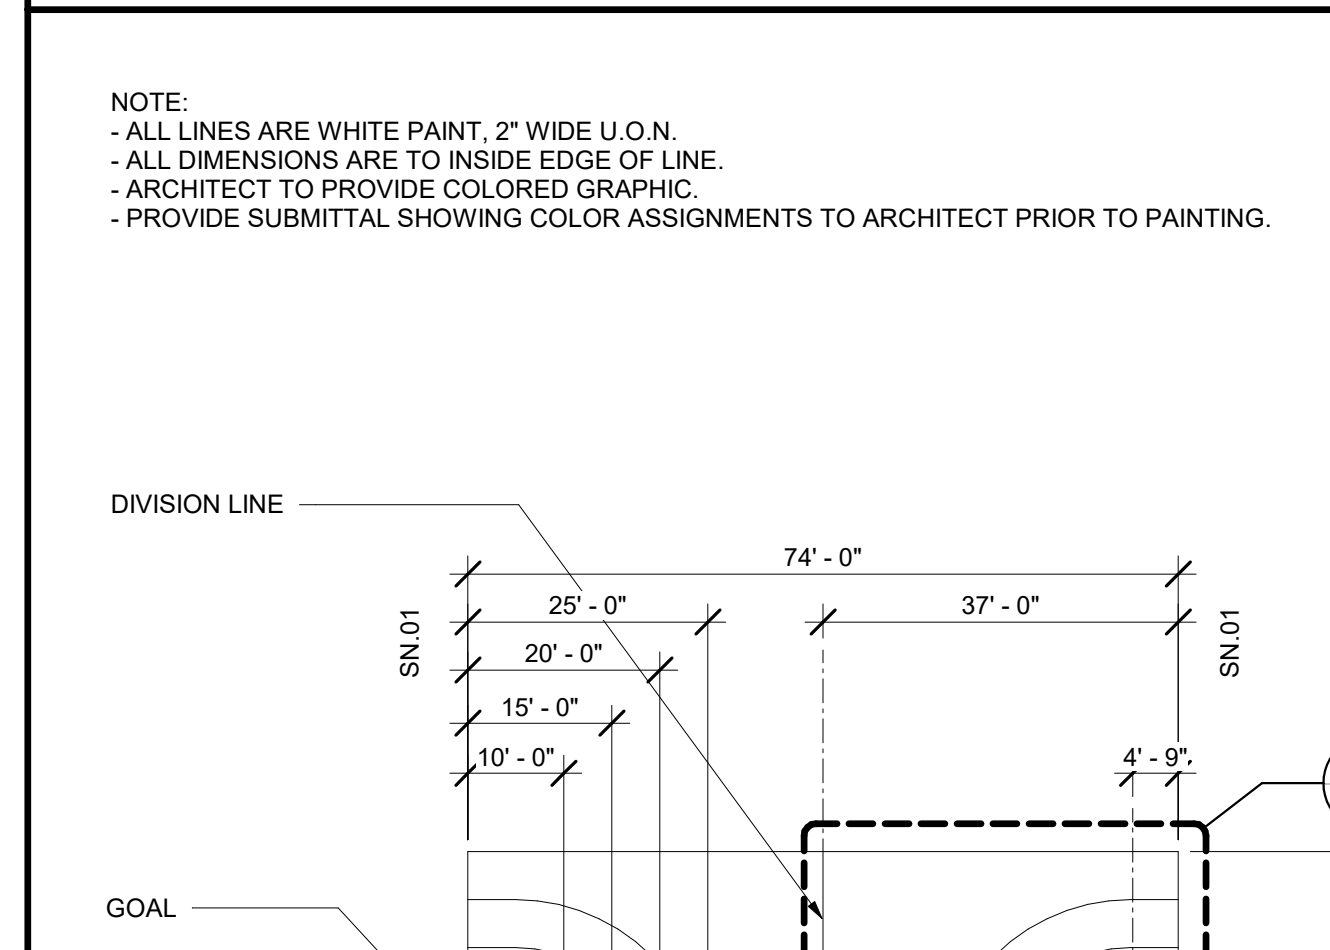 NOTE:
- ALL LINES ARE WHITE PAINT, 2" WIDE U.O.N.
- ALL DIMENSIONS ARE TO INSIDE EDGE OF LINE.
- ARCHITECT TO PROVIDE COLORED GRAPHIC.
- PROVIDE SUBMITTAL SHOWING COLOR ASSIGNMENTS TO ARCHITECT PRIOR TO PAINTING.
DIVISION LINE
74' - 0"
25' - 0"
37' - 0"
SN.01
SN.01
20' - 0"
15' - 0"
10' - 0"
4' - 9"
GOAL